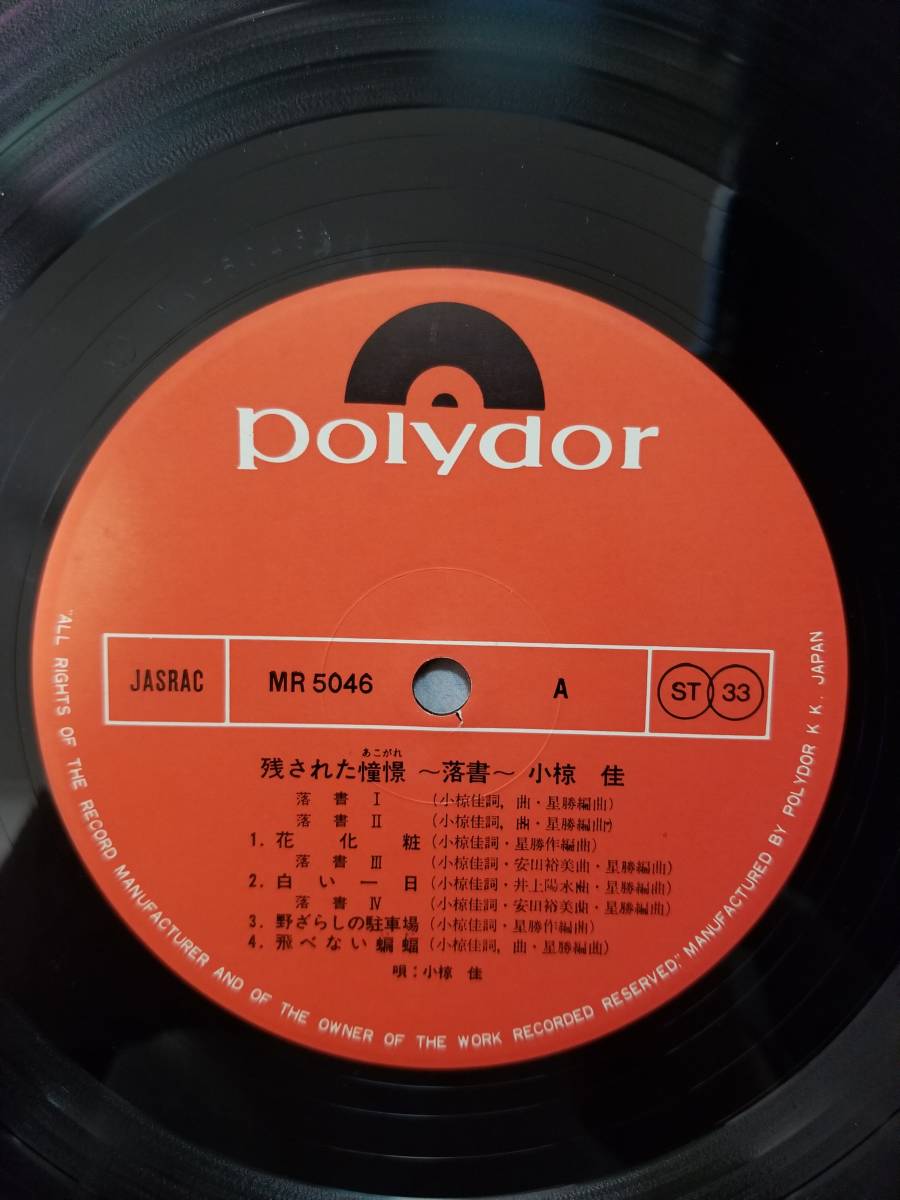 polydor
JASRAC MR 5046 A ST 33
あこがれ
残された憧憬 〜落書〜 小椋 佳
落書 I (小椋佳詞,曲・星勝編曲)
落書 II (小椋佳詞,曲・星勝編曲)
1. 花化粧 (小椋佳詞・星勝作編曲)
落書 III (小椋佳詞・安田裕美曲・星勝編曲)
2. 白い一日 (小椋佳詞・井上陽水曲・星勝編曲)
落書 IV (小椋佳詞・安田裕美曲・星勝編曲)
3. 野ざらしの駐車場 (小椋佳詞・星勝作編曲)
4. 飛べない蝙蝠 (小椋佳詞,曲・星勝編曲)
唄:小椋 佳
"ALL RIGHTS OF THE RECORD MANUFACTURER AND OF THE OWNER OF THE WORK RECORDED RESERVED," MANUFACTURED BY POLYDOR K K. JAPAN